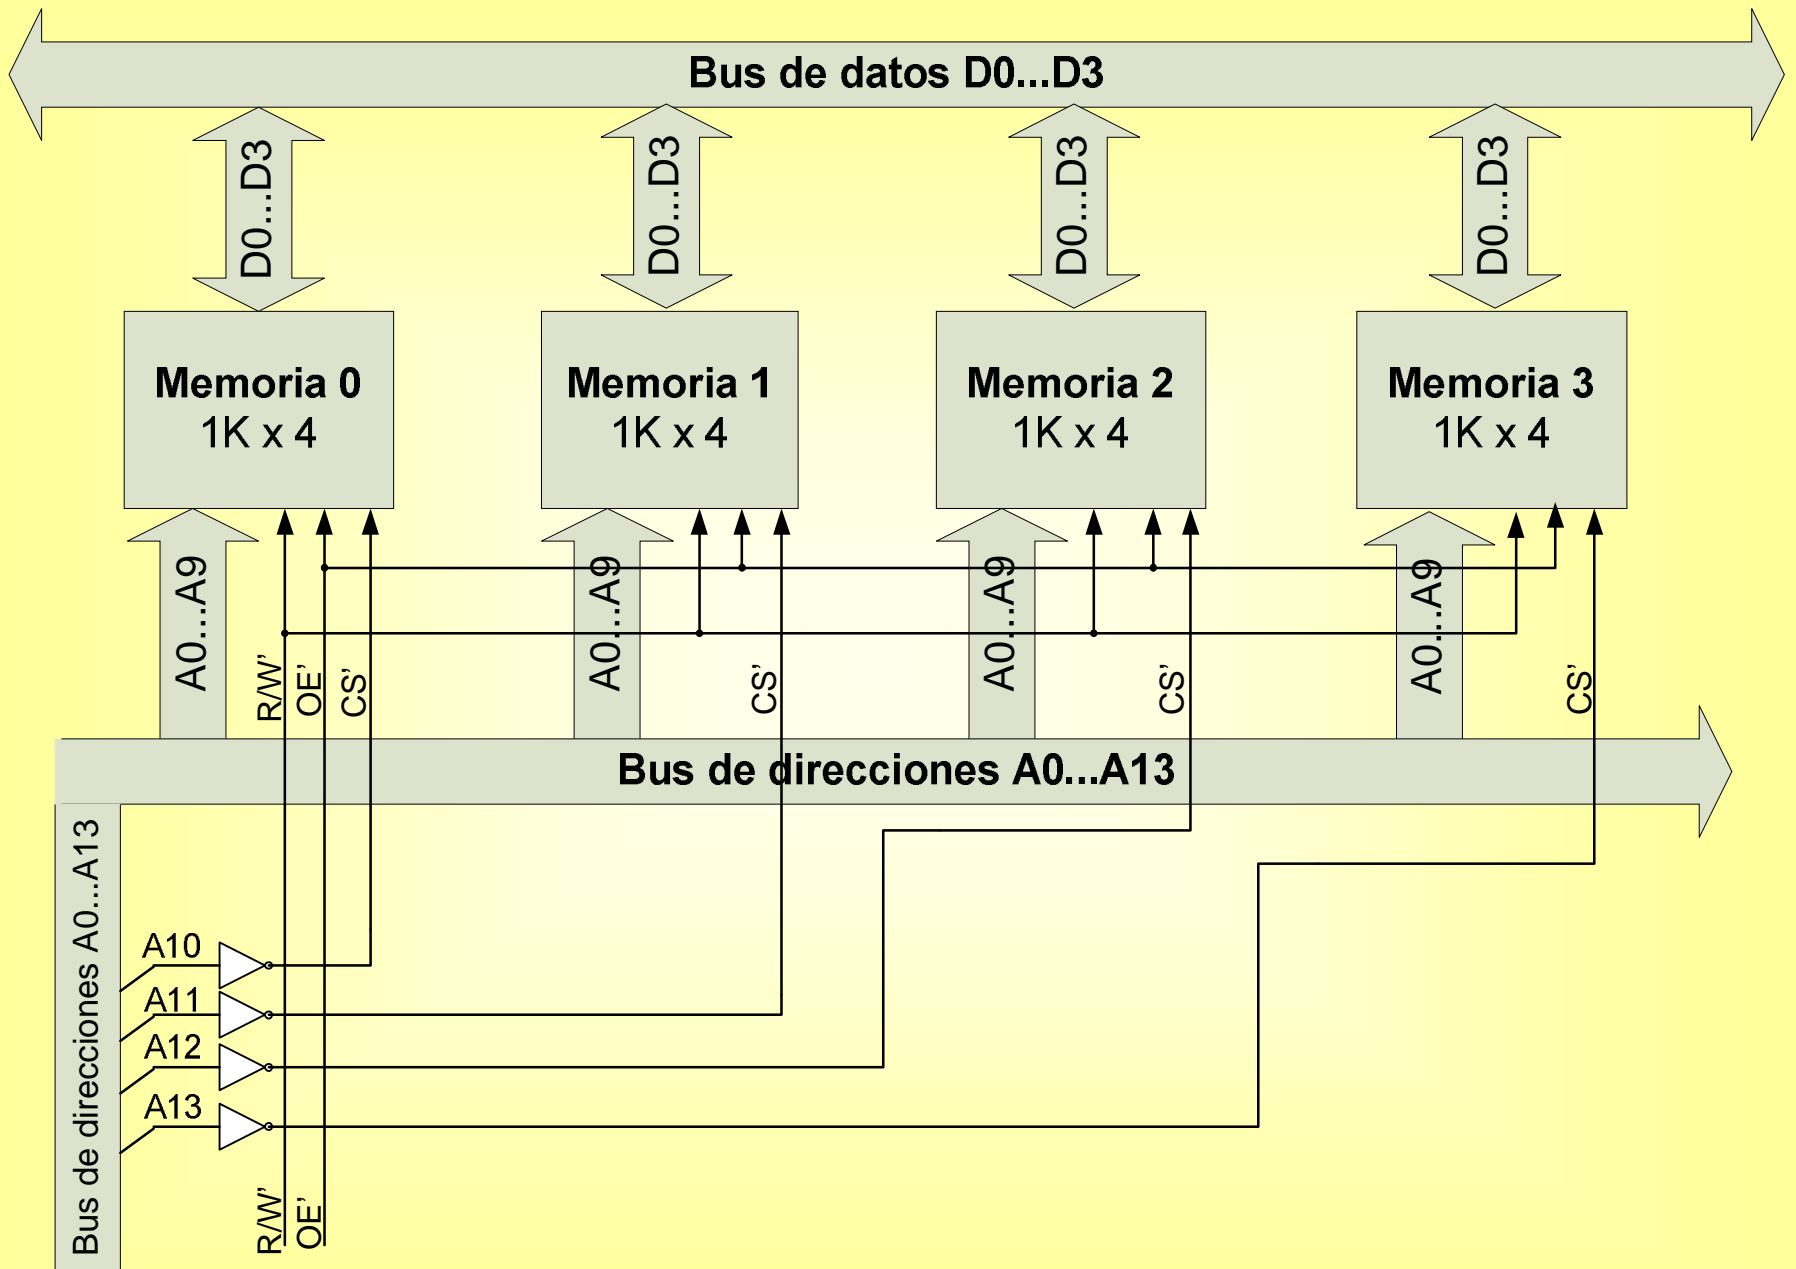 Bus de datos D0...D3
D0...D3
D0...D3
D0...D3
D0...D3
Memoria 0
1K x 4
Memoria 1
1K x 4
Memoria 2
1K x 4
Memoria 3
1K x 4
A0...A9
R/W’
OE’
CS’
A0...A9
CS’
A0...A9
CS’
A0...A9
CS’
Bus de direcciones A0...A13
Bus de direcciones A0...A13
A10
A11
A12
A13
R/W’
OE’